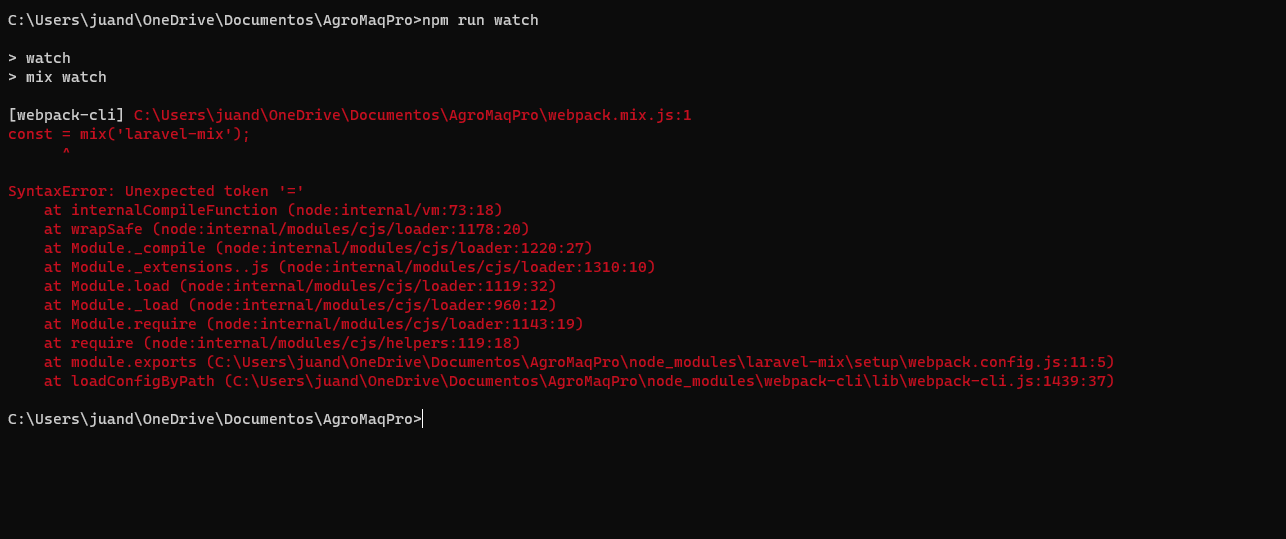 C:\Users\juand\OneDrive\Documentos\AgroMaqPro>npm run watch
> watch
> mix watch
[webpack-cli] C:\Users\juand\OneDrive\Documentos\AgroMaqPro\webpack.mix.js:1
const = mix('laravel-mix');
^
SyntaxError: Unexpected token '='
at internalCompileFunction (node:internal/vm:73:18)
at wrapSafe (node:internal/modules/cjs/loader:1178:20)
at Module._compile (node:internal/modules/cjs/loader:1220:27)
at Module._extensions..js (node:internal/modules/cjs/loader:1310:10)
at Module.load (node:internal/modules/cjs/loader:1119:32)
at Module._load (node:internal/modules/cjs/loader:960:12)
at Module.require (node:internal/modules/cjs/loader:1143:19)
at require (node:internal/modules/cjs/helpers:119:18)
at module.exports (C:\Users\juand\OneDrive\Documentos\AgroMaqPro\node_modules\laravel-mix\setup\webpack.config.js:11:5)
at loadConfigByPath (C:\Users\juand\OneDrive\Documentos\AgroMaqPro\node_modules\webpack-cli\lib\webpack-cli.js:1439:37)
C:\Users\juand\OneDrive\Documentos\AgroMaqPro>